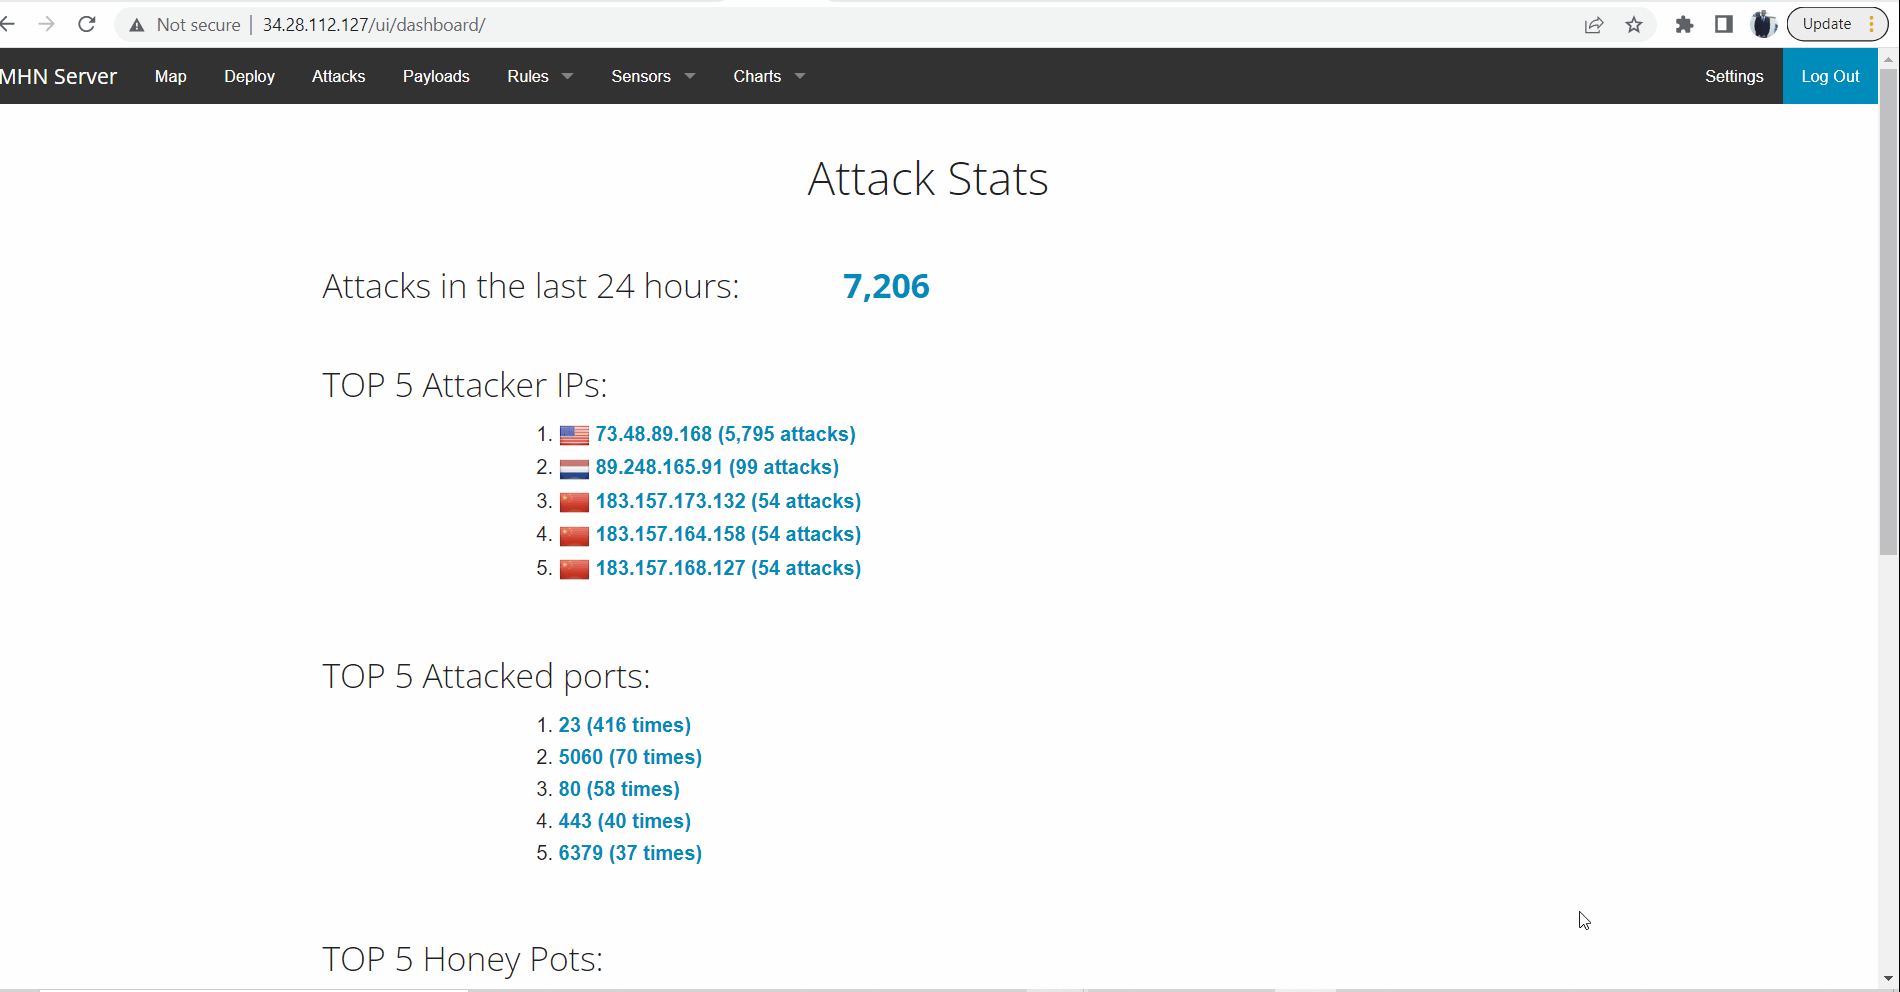 Not secure | 34.28.112.127/ui/dashboard/ Update
MHN Server Map Deploy Attacks Payloads Rules Sensors Charts Settings Log Out
Attack Stats
Attacks in the last 24 hours: 7,206
TOP 5 Attacker IPs:
1. 73.48.89.168 (5,795 attacks)
2. 89.248.165.91 (99 attacks)
3. 183.157.173.132 (54 attacks)
4. 183.157.164.158 (54 attacks)
5. 183.157.168.127 (54 attacks)
TOP 5 Attacked ports:
1. 23 (416 times)
2. 5060 (70 times)
3. 80 (58 times)
4. 443 (40 times)
5. 6379 (37 times)
TOP 5 Honey Pots: